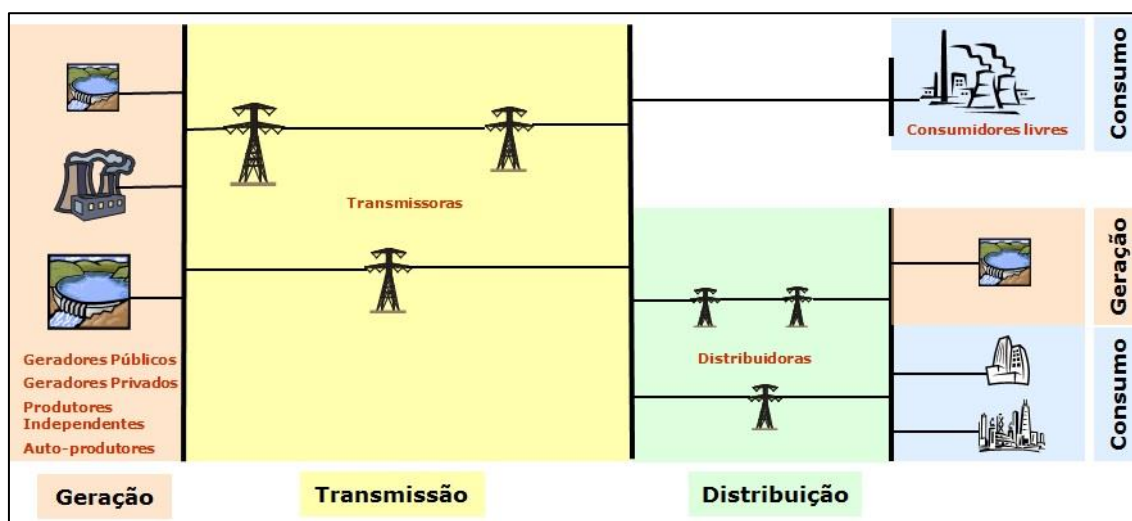 Consumo
Consumidores livres
Transmissoras
Geração
Geradores Públicos
Geradores Privados
Produtores
Independentes
Auto-produtores
Distribuidoras
Consumo
Geração
Transmissão
Distribuição